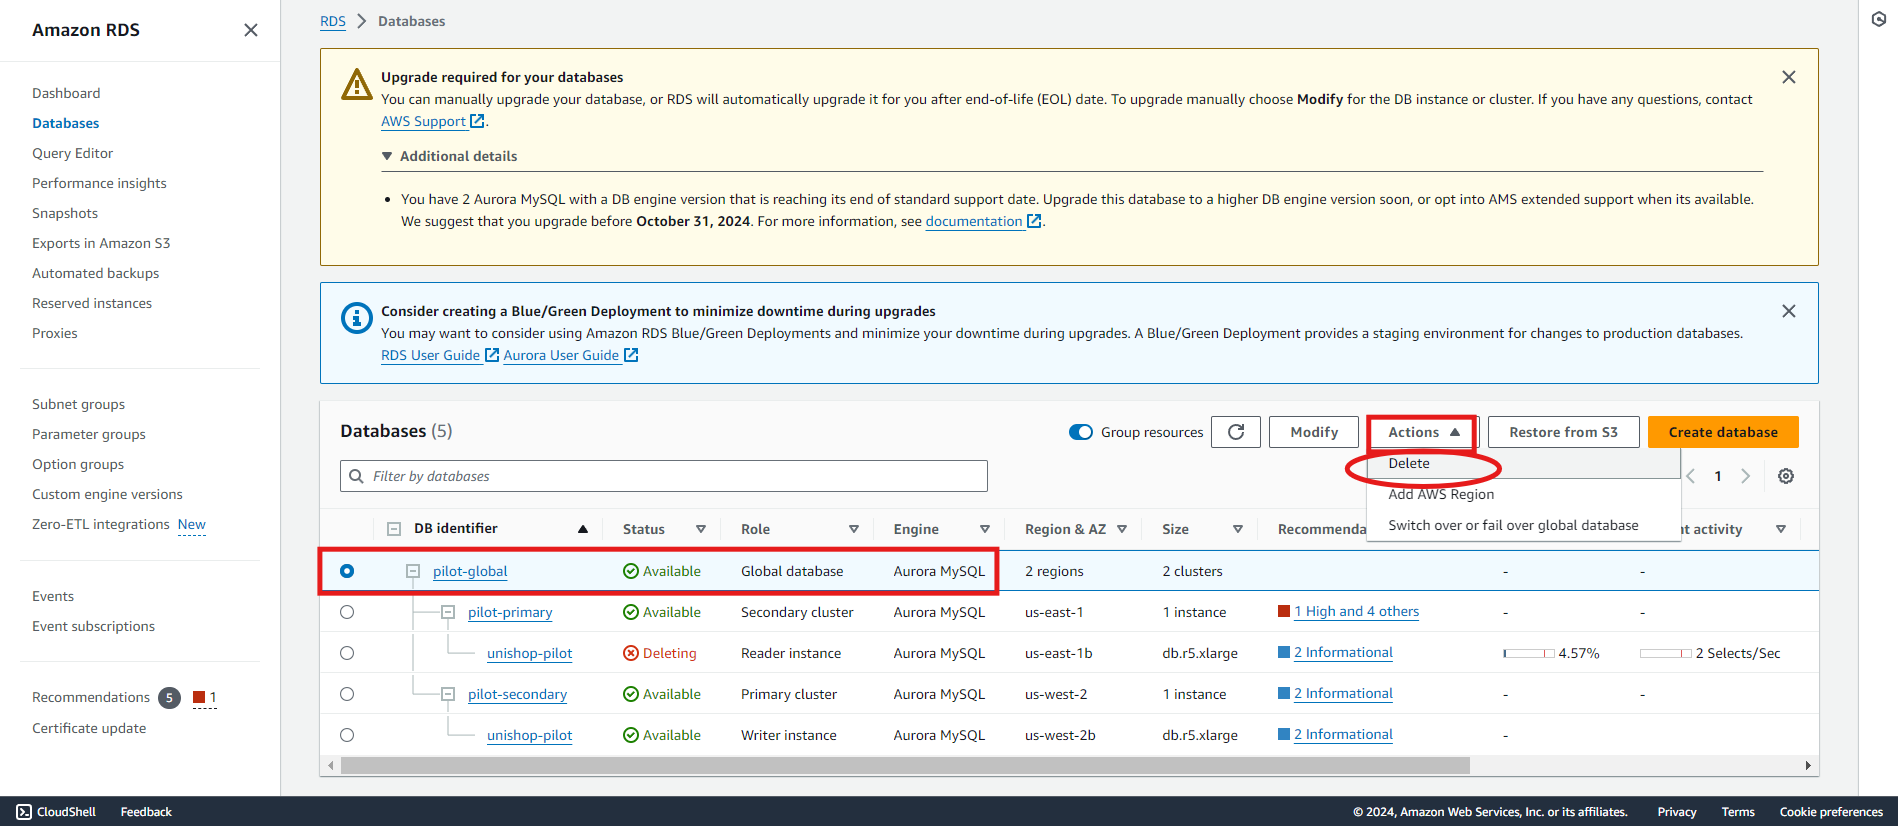 Amazon RDS
Dashboard
Databases
Query Editor
Performance insights
Snapshots
Exports in Amazon S3
Automated backups
Reserved instances
Proxies
Subnet groups
Parameter groups
Option groups
Custom engine versions
Zero-ETL integrations New
Events
Event subscriptions
Recommendations 5 1
Certificate update
RDS > Databases
Upgrade required for your databases
You can manually upgrade your database, or RDS will automatically upgrade it for you after end-of-life (EOL) date. To upgrade manually choose Modify for the DB instance or cluster. If you have any questions, contact
AWS Support.
Additional details
You have 2 Aurora MySQL with a DB engine version that is reaching its end of standard support date. Upgrade this database to a higher DB engine version soon, or opt into AMS extended support when its available.
We suggest that you upgrade before October 31, 2024. For more information, see documentation.
Consider creating a Blue/Green Deployment to minimize downtime during upgrades
You may want to consider using Amazon RDS Blue/Green Deployments and minimize your downtime during upgrades. A Blue/Green Deployment provides a staging environment for changes to production databases.
RDS User Guide Aurora User Guide
Databases (5) Group resources Modify Actions Restore from S3 Create database
Filter by databases
Delete
1
Add AWS Region
Switch over or fail over global database
DB identifier Status Role Engine Region & AZ Size Recommenda t activity
pilot-global Available Global database Aurora MySQL 2 regions 2 clusters - -
pilot-primary Available Secondary cluster Aurora MySQL us-east-1 1 instance 1 High and 4 others - -
unishop-pilot Deleting Reader instance Aurora MySQL us-east-1b db.r5.xlarge 2 Informational 4.57% 2 Selects/Sec
pilot-secondary Available Primary cluster Aurora MySQL us-west-2 1 instance 2 Informational - -
unishop-pilot Available Writer instance Aurora MySQL us-west-2b db.r5.xlarge 2 Informational -
CloudShell Feedback © 2024, Amazon Web Services, Inc. or its affiliates. Privacy Terms Cookie preferences